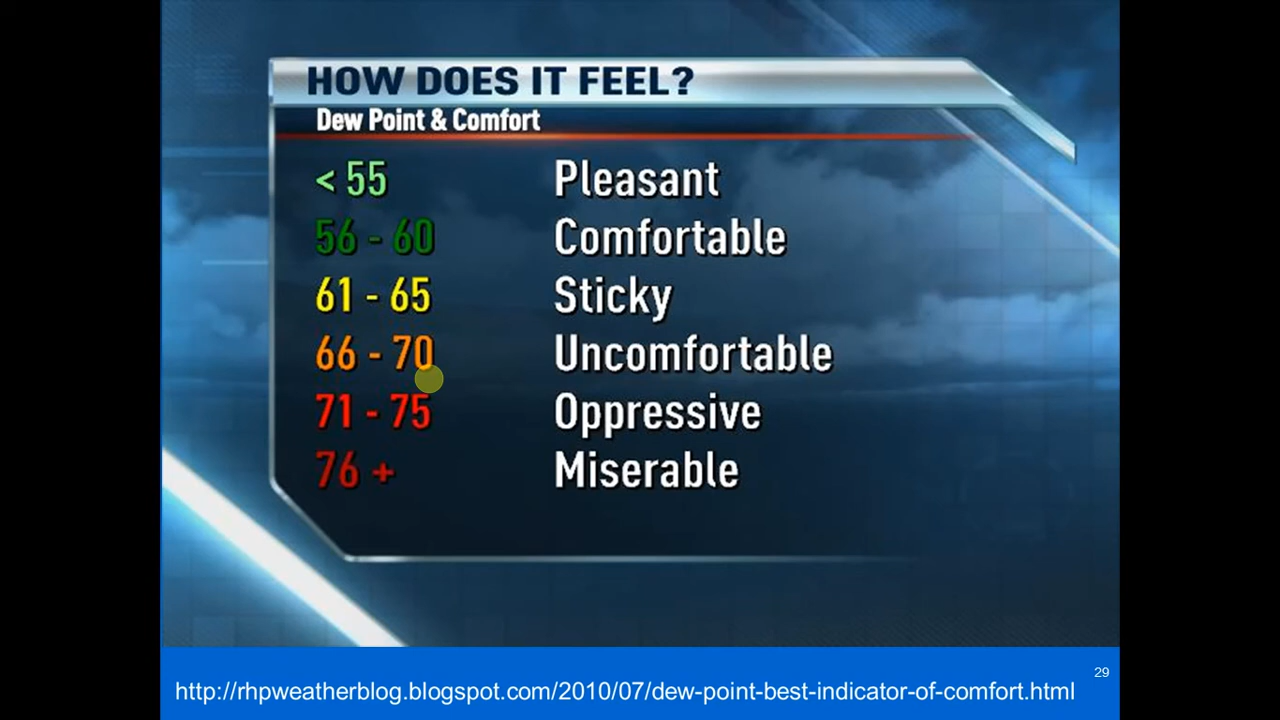 HOW DOES IT FEEL?
Dew Point & Comfort
< 55 Pleasant
56 - 60 Comfortable
61 - 65 Sticky
66 - 70 Uncomfortable
71 - 75 Oppressive
76 + Miserable
29
http://rhpweatherblog.blogspot.com/2010/07/dew-point-best-indicator-of-comfort.html